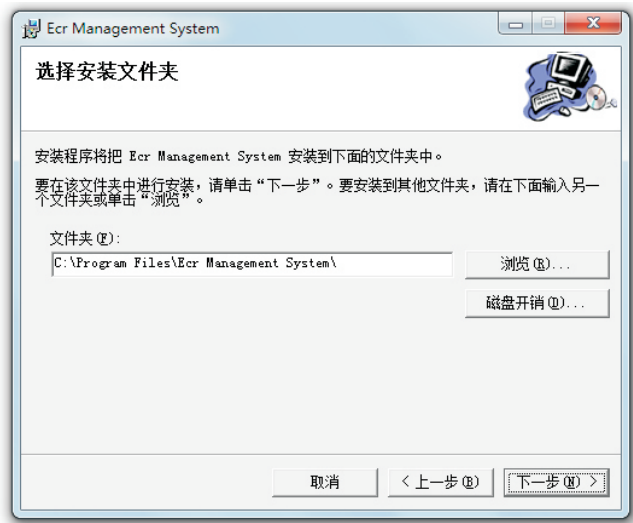 Ecr Management System
选择安装文件夹
安装程序将把 Ecr Management System 安装到下面的文件夹中。
要在该文件夹中进行安装，请单击“下一步”。要安装到其他文件夹，请在下面输入另一
个文件夹或单击“浏览”。
文件夹(F):
C:\Program Files\Ecr Management System\
浏览(R)...
磁盘开销(D)...
取消
< 上一步(B)
下一步(N) >